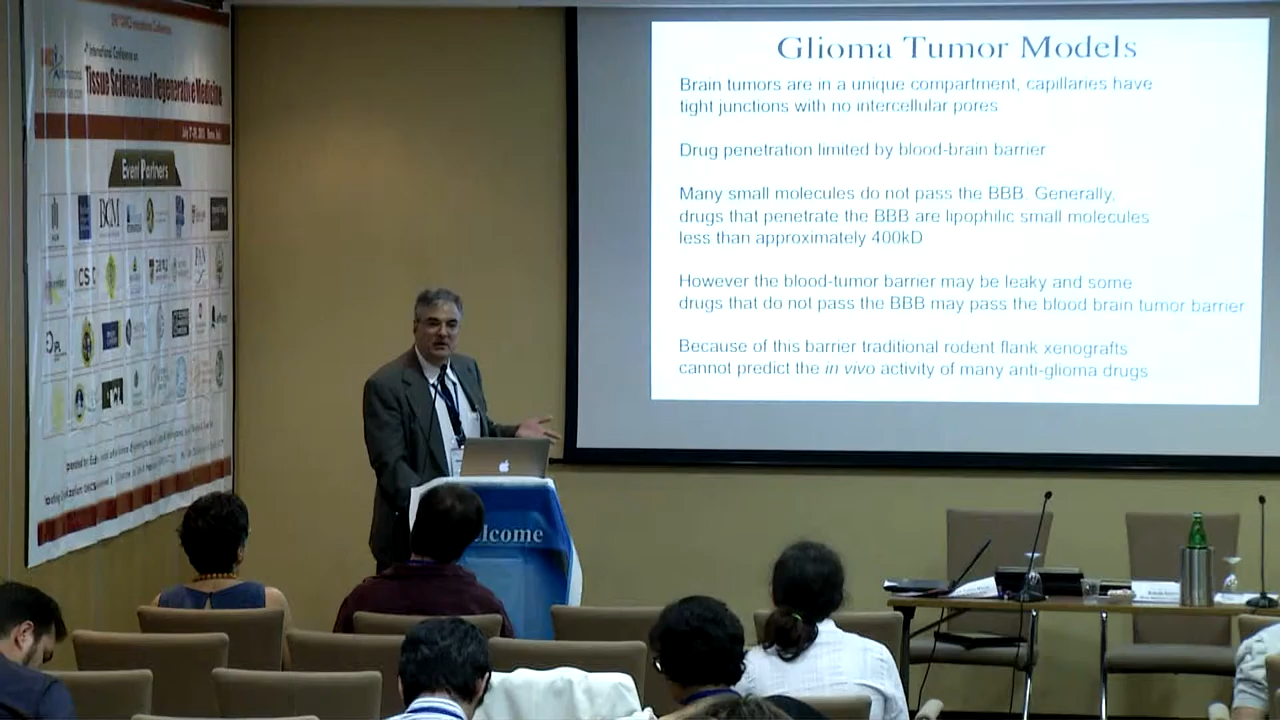 International Conference on
Tissue Science and Regenerative Medicine
Event Partners
BCM
Glioma Tumor Models
Brain tumors are in a unique compartment, capillaries have
tight junctions with no intercellular pores
Drug penetration limited by blood-brain barrier
Many small molecules do not pass the BBB. Generally,
drugs that penetrate the BBB are lipophilic small molecules
less than approximately 400kD
However the blood-tumor barrier may be leaky and some
drugs that do not pass the BBB may pass the blood brain tumor barrier
Because of this barrier traditional rodent flank xenografts
cannot predict the in vivo activity of many anti-glioma drugs
elcome